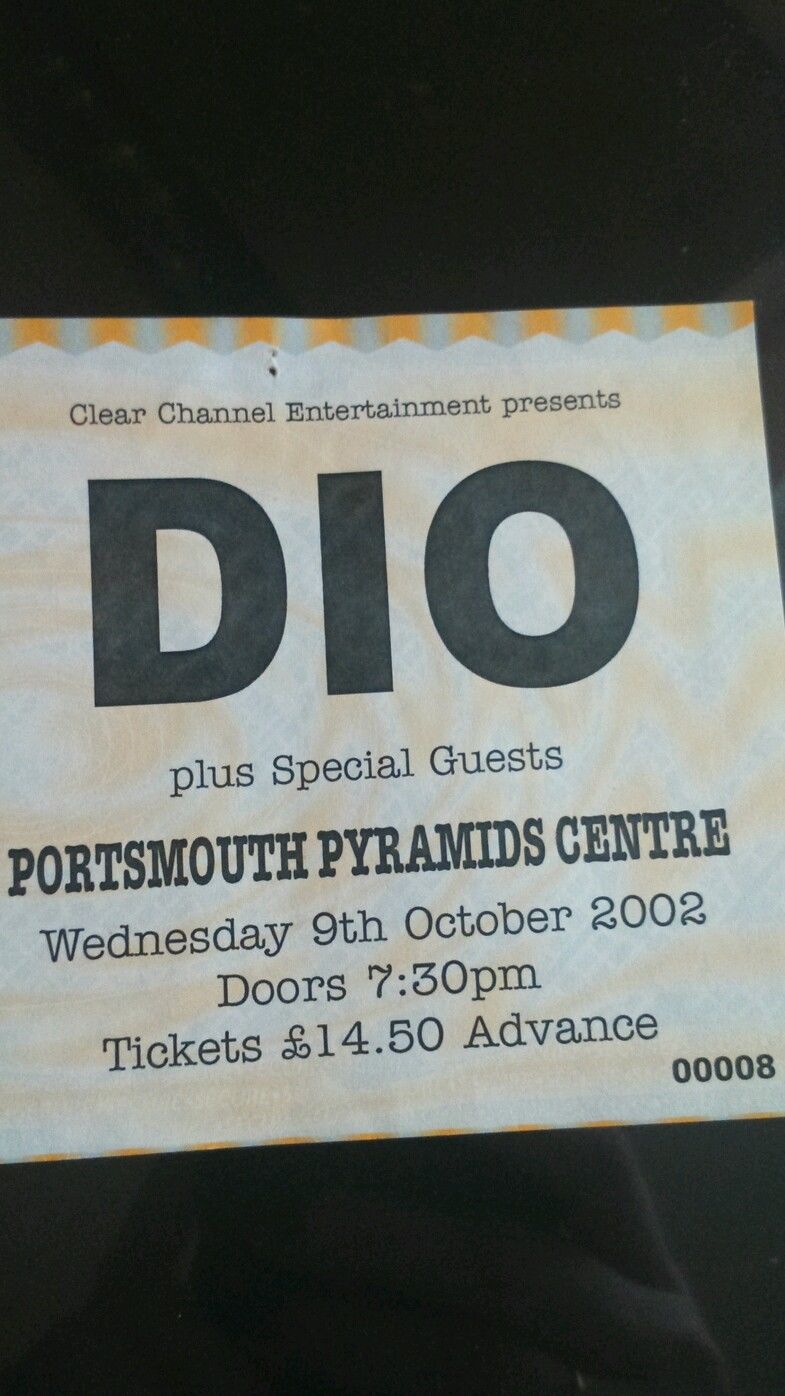 Clear Channel Entertainment presents
DIO
plus Special Guests
PORTSMOUTH PYRAMIDS CENTRE
Wednesday 9th October 2002
Doors 7:30pm
Tickets £14.50 Advance
00008